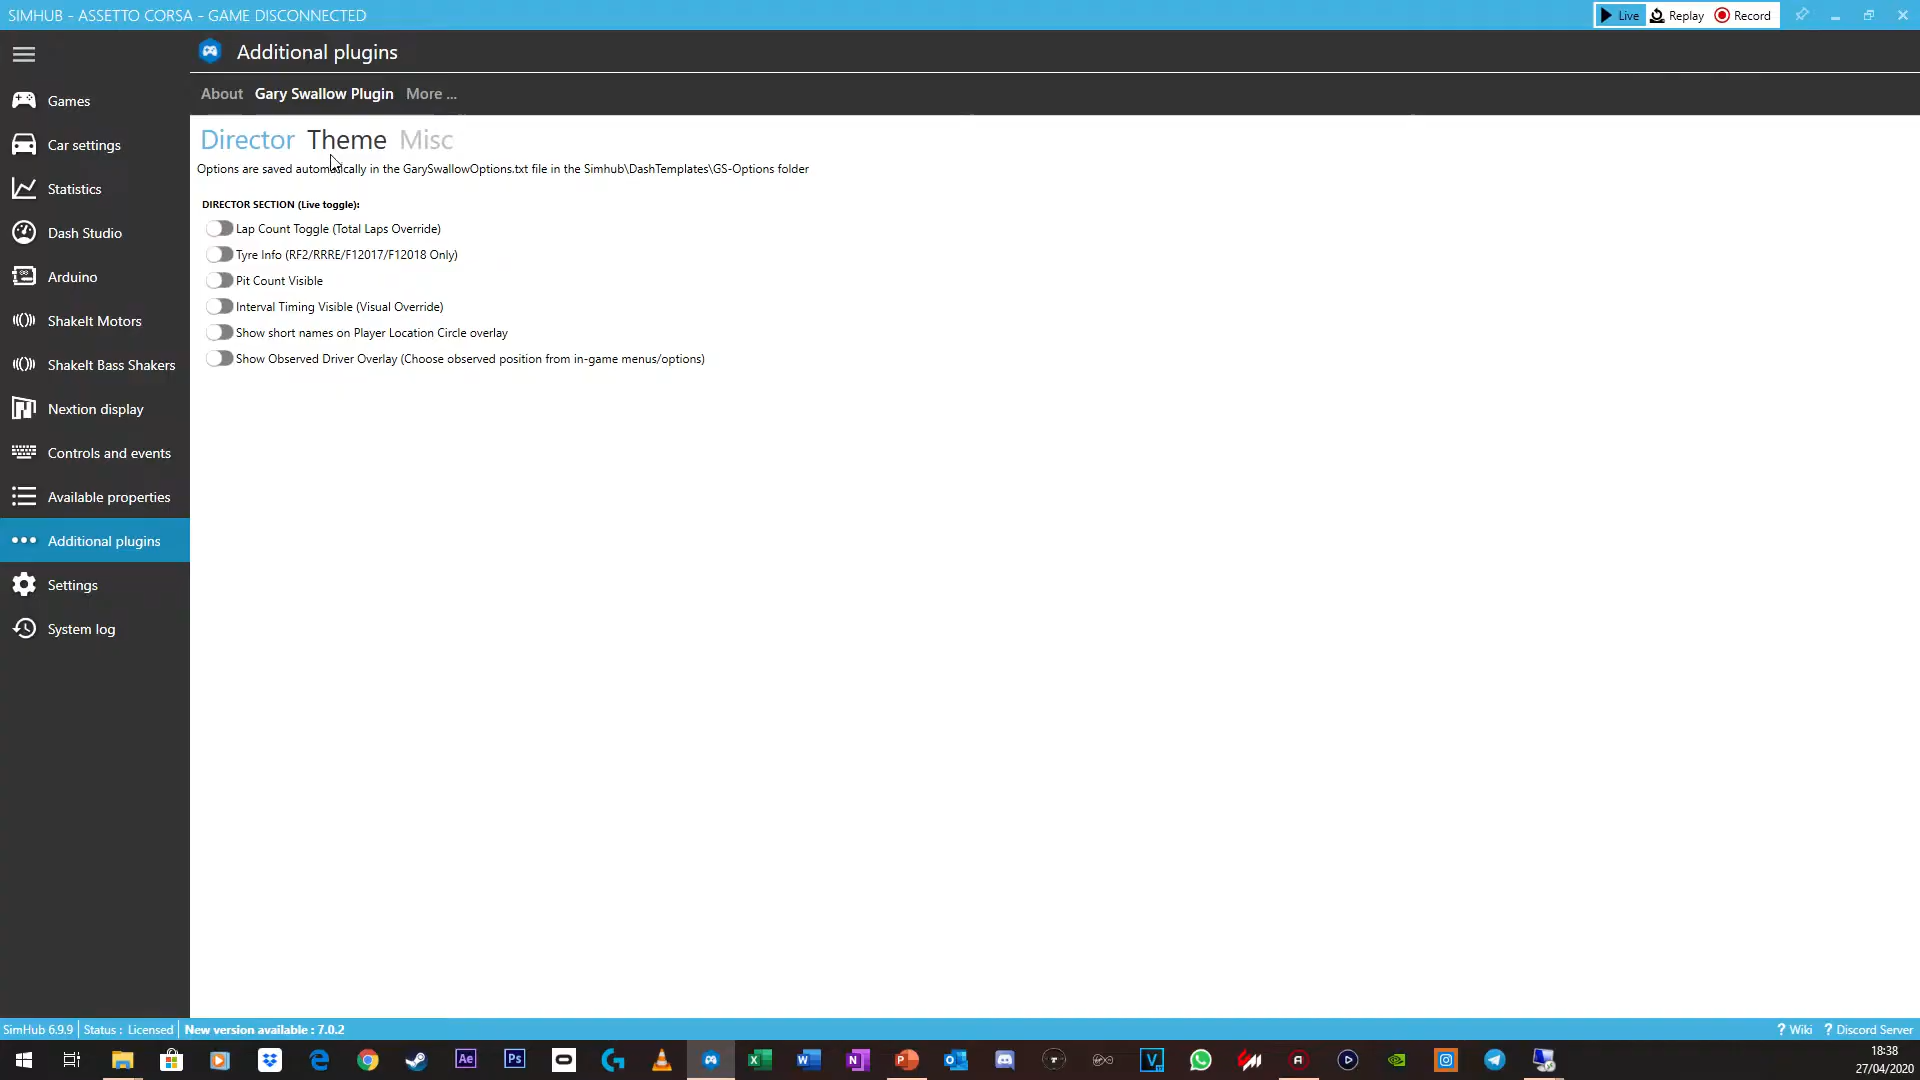 SIMHUB - ASSETTO CORSA - GAME DISCONNECTED
Live
Replay
Record
Additional plugins
About
Gary Swallow Plugin
More ...
Games
Car settings
Statistics
Dash Studio
Arduino
ShakeIt Motors
ShakeIt Bass Shakers
Nextion display
Controls and events
Available properties
Additional plugins
Settings
System log
Director
Theme
Misc
Options are saved automatically in the GarySwallowOptions.txt file in the Simhub\DashTemplates\GS-Options folder
DIRECTOR SECTION (Live toggle):
Lap Count Toggle (Total Laps Override)
Tyre Info (RF2/RRRE/F12017/F12018 Only)
Pit Count Visible
Interval Timing Visible (Visual Override)
Show short names on Player Location Circle overlay
Show Observed Driver Overlay (Choose observed position from in-game menus/options)
SimHub 6.9.9
Status : Licensed
New version available : 7.0.2
? Wiki
? Discord Server
Ae
Ps
18:38
27/04/2020